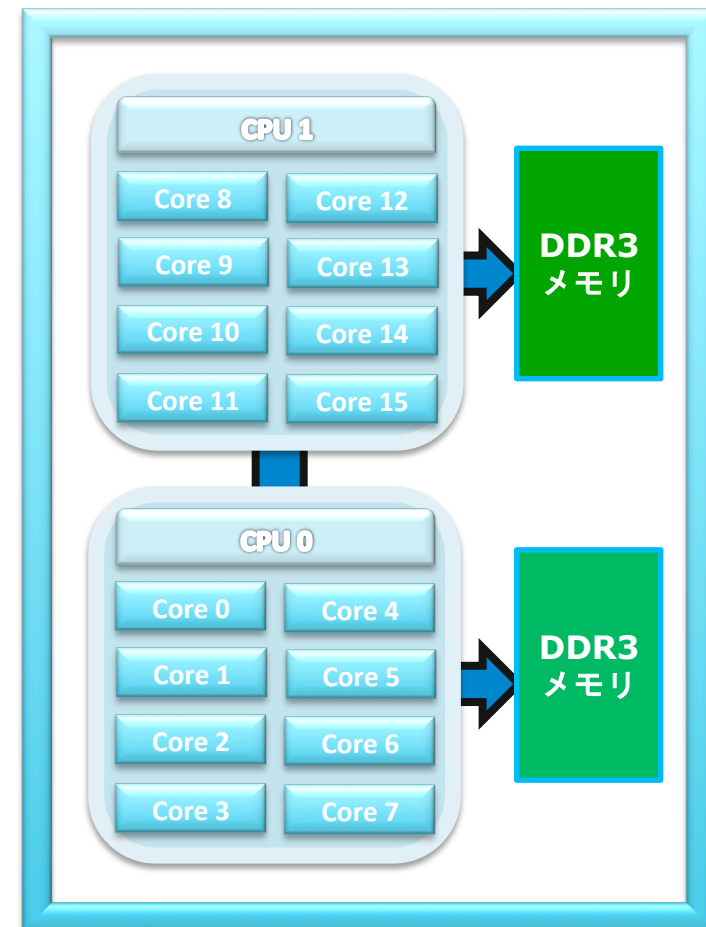 CPU 1
Core 8
Core 12
Core 9
Core 13
Core 10
Core 14
Core 11
Core 15
DDR3
メモリ
CPU 0
Core 0
Core 4
Core 1
Core 5
Core 2
Core 6
Core 3
Core 7
DDR3
メモリ